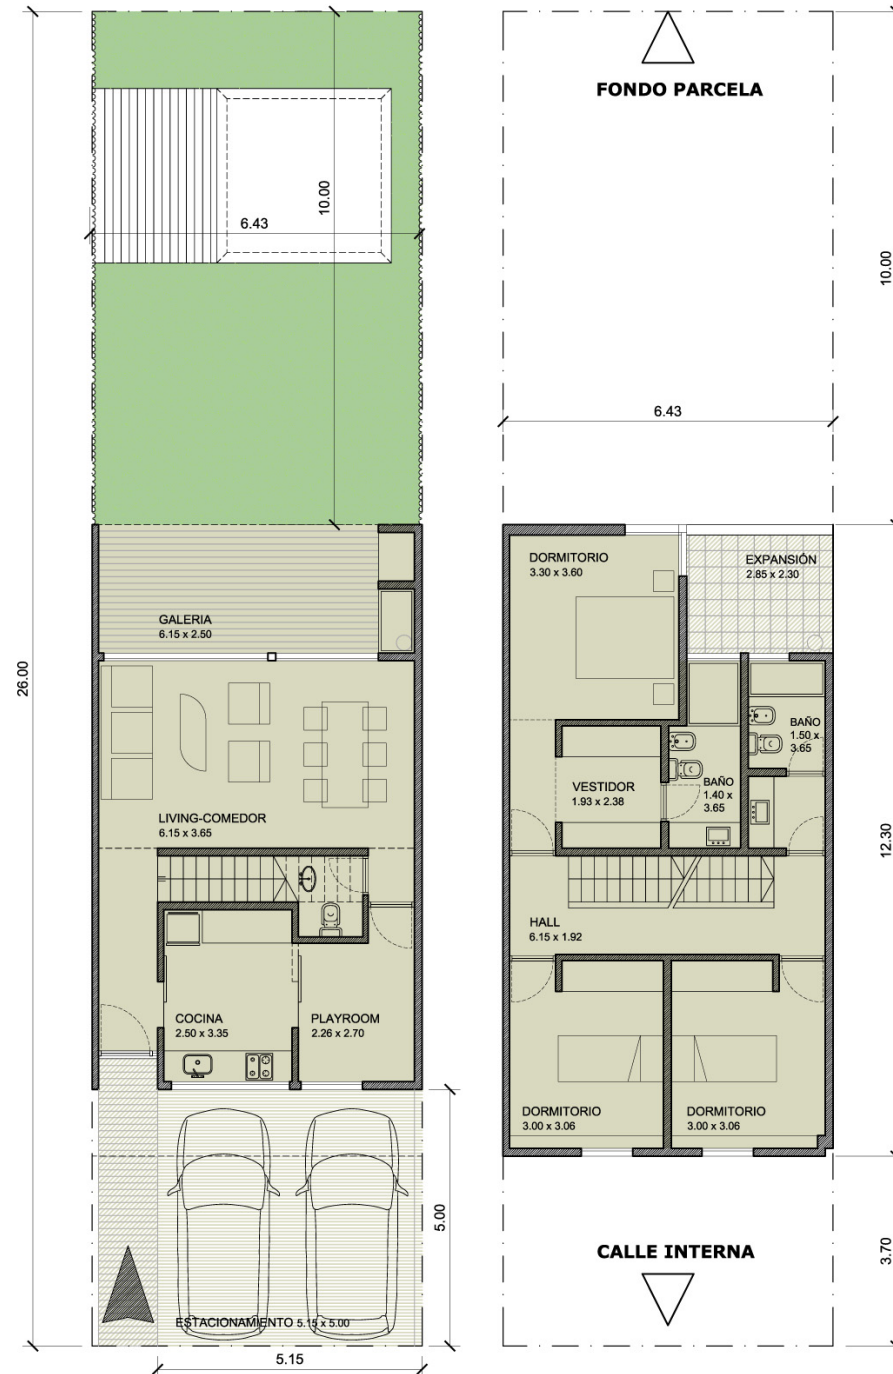 10.00
6.43
26.00
GALERIA
6.15 x 2.50
LIVING-COMEDOR
6.15 x 3.65
COCINA
2.50 x 3.35
PLAYROOM
2.26 x 2.70
5.00
ESTACIONAMIENTO 5.15 x 5.00
5.15
FONDO PARCELA
10.00
6.43
DORMITORIO
3.30 x 3.60
EXPANSIÓN
2.85 x 2.30
BAÑO
1.50 x
3.65
VESTIDOR
1.93 x 2.38
BAÑO
1.40 x
3.65
12.30
HALL
6.15 x 1.92
DORMITORIO
3.00 x 3.06
DORMITORIO
3.00 x 3.06
CALLE INTERNA
3.70